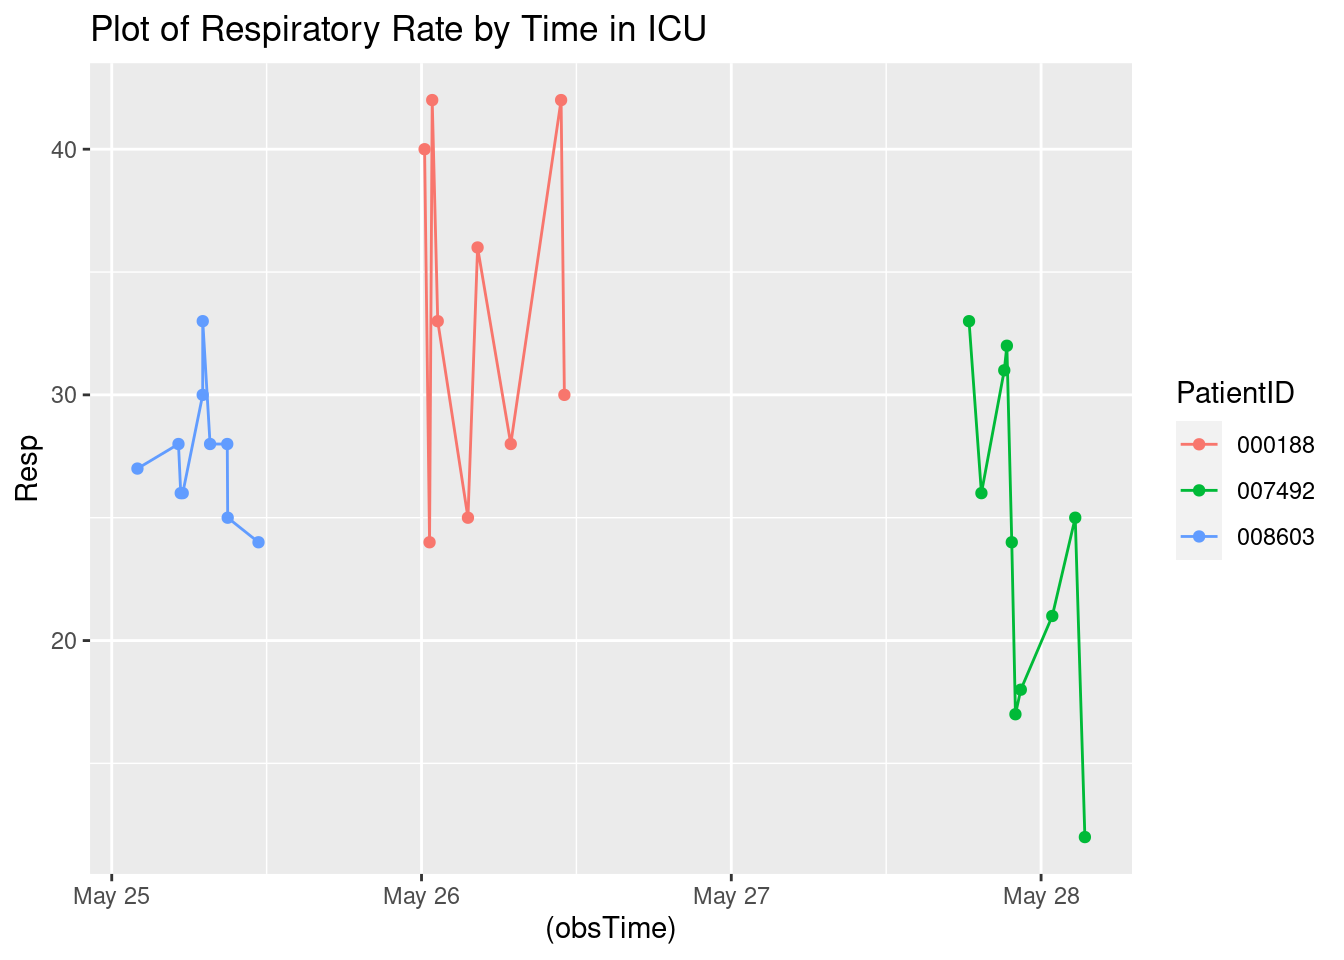 Plot of Respiratory Rate by Time in ICU
40
30
20
Resp
May 25
May 26
May 27
May 28
(obsTime)
PatientID
000188
007492
008603